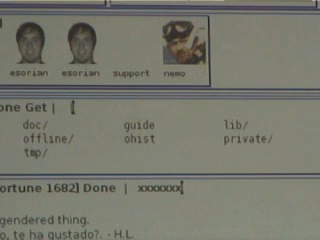 esorian esorian support nemo
one Get |
doc/ guide lib/
offline/ ohist private/
tmp/
ortune 1682] Done | xxxxxxx
gendered thing.
o, te ha gustado?. - H.L.